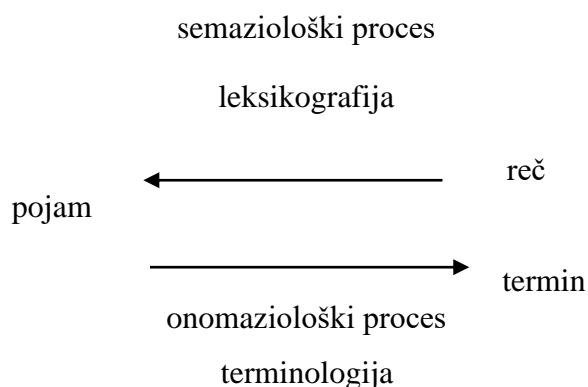 semaziološki proces
leksikografija
reč
pojam
termin
onomaziološki proces
terminologija